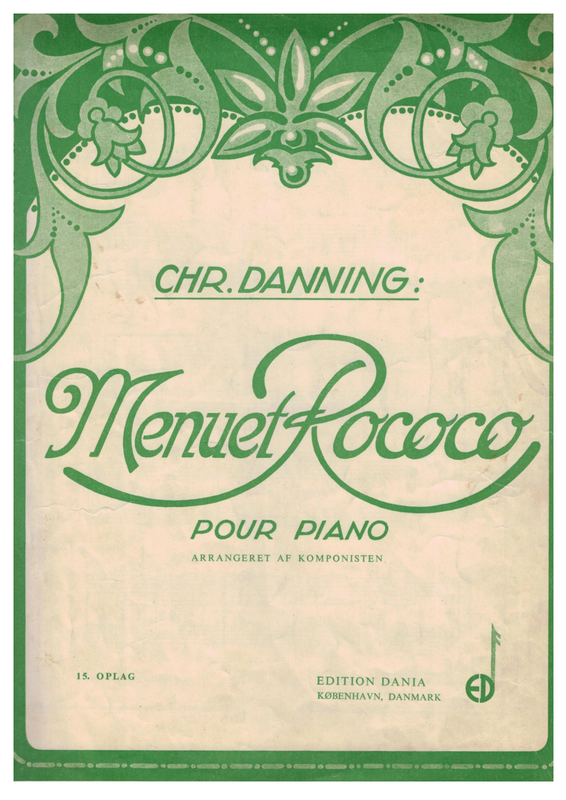 CHR. DANNING:
Menuet Rococo
POUR PIANO
ARRANGERET AF KOMPONISTEN
15. OPLAG
EDITION DANIA
KØBENHAVN, DANMARK
ED